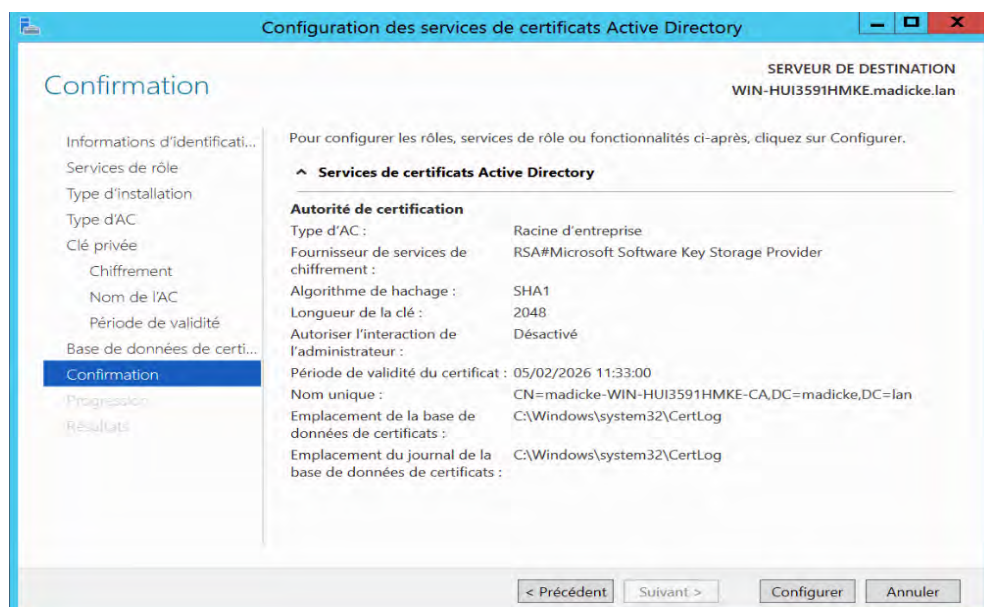 Configuration des services de certificats Active Directory
Confirmation
SERVEUR DE DESTINATION
WIN-HUI3591HMKE.madicke.lan
Informations d'identificati...
Services de rôle
Type d'installation
Type d'AC
Clé privée
Chiffrement
Nom de l'AC
Période de validité
Base de données de certi...
Confirmation
Progression
Résultats
Pour configurer les rôles, services de rôle ou fonctionnalités ci-après, cliquez sur Configurer.
Services de certificats Active Directory
Autorité de certification
Type d'AC : Racine d'entreprise
Fournisseur de services de RSA#Microsoft Software Key Storage Provider
chiffrement :
Algorithme de hachage : SHA1
Longueur de la clé : 2048
Autoriser l'interaction de Désactivé
l'administrateur :
Période de validité du certificat : 05/02/2026 11:33:00
Nom unique : CN=madicke-WIN-HUI3591HMKE-CA,DC=madicke,DC=lan
Emplacement de la base de C:\Windows\system32\CertLog
données de certificats :
Emplacement du journal de la C:\Windows\system32\CertLog
base de données de certificats :
< Précédent Suivant > Configurer Annuler